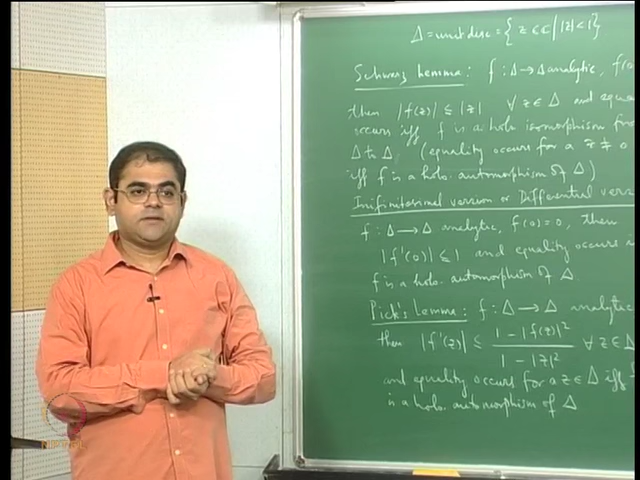 Δ = unit disc = { z ∈ ℂ | |z| < 1 }
Schwarz Lemma : f : Δ → Δ analytic, f(0
then |f(z)| ≤ |z| ∀ z ∈ Δ and equa
occurs iff f is a holo isomorphism fro
Δ to Δ (equality occurs for a z ≠ 0
iff f is a holo. automorphism of Δ)
Infinitesimal version or Differential versi
f : Δ → Δ analytic, f(0) = 0, then
|f'(0)| ≤ 1 and equality occurs
f is a holo. automorphism of Δ
Pick's Lemma : f : Δ → Δ analytic
then |f'(z)| ≤ (1 - |f(z)|²) / (1 - |z|²) ∀ z ∈ Δ
and equality occurs for a z ∈ Δ iff f
is a holo. automorphism of Δ
NPTEL